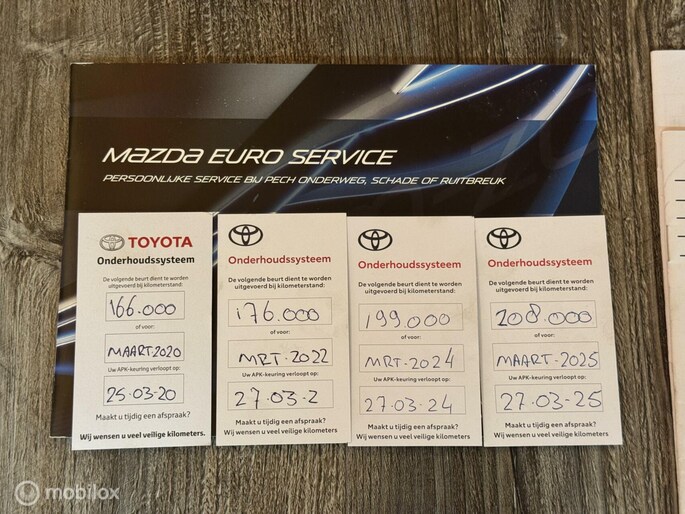 mazda EURO SERVICE
PERSOONLIJKE SERVICE BIJ PECH ONDERWEG, SCHADE OF RUITBREUK
TOYOTA
Onderhoudssysteem
De volgende beurt dient te worden
uitgevoerd bij kilometerstand:
166.000
of voor:
MAART-2020
Uw APK-keuring verloopt op:
25-03-20
Maakt u tijdig een afspraak?
Wij wensen u veel veilige kilometers.
Onderhoudssysteem
De volgende beurt dient te worden
uitgevoerd bij kilometerstand:
176.000
of voor:
MRT-2022
Uw APK-keuring verloopt op:
27-03-2
Maakt u tijdig een afspraak?
Wij wensen u veel veilige kilometers
Onderhoudssysteem
De volgende beurt dient te worden
uitgevoerd bij kilometerstand:
199.000
of voor:
MRT-2024
Uw APK-keuring verloopt op:
27-03-24
Maakt u tijdig een afspraak?
Wij wensen u veel veilige kilometers
Onderhoudssysteem
De volgende beurt dient te worden
uitgevoerd bij kilometerstand:
208.000
of voor:
MAART-2025
Uw APK-keuring verloopt op:
27-03-25
Maakt u tijdig een afspraak?
Wij wensen u veel veilige kilometers
mobilox